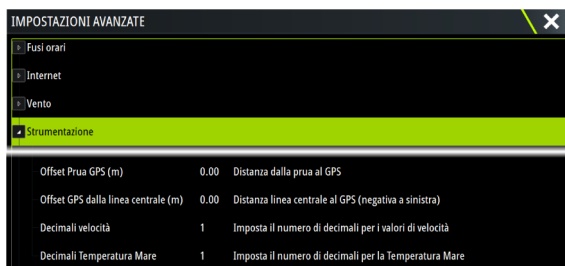 IMPOSTAZIONI AVANZATE
Fusi orari
Internet
Vento
Strumentazione
Offset Prua GPS (m) 0.00 Distanza dalla prua al GPS
Offset GPS dalla linea centrale (m) 0.00 Distanza linea centrale al GPS (negativa a sinistra)
Decimali velocità 1 Imposta il numero di decimali per i valori di velocità
Decimali Temperatura Mare 1 Imposta il numero di decimali per la Temperatura Mare